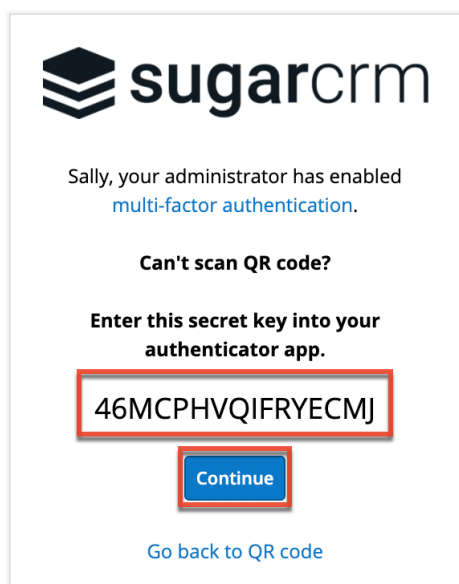 sugarcrm
Sally, your administrator has enabled
multi-factor authentication.
Can't scan QR code?
Enter this secret key into your
authenticator app.
46MCPHVQIFRYECMJ
Continue
Go back to QR code